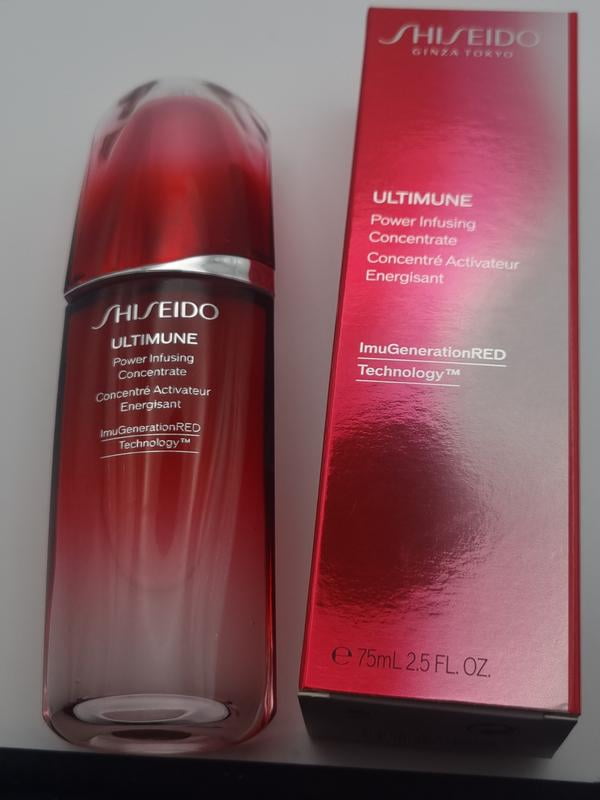 SHISEIDO
ULTIMUNE
Power Infusing
Concentrate
Concentré Activateur
Energisant
ImuGenerationRED
Technology™
SHISEIDO
GINZA TOKYO
ULTIMUNE
Power Infusing
Concentrate
Concentré Activateur
Energisant
ImuGenerationRED
Technology™
℮ 75mL 2.5 FL. OZ.